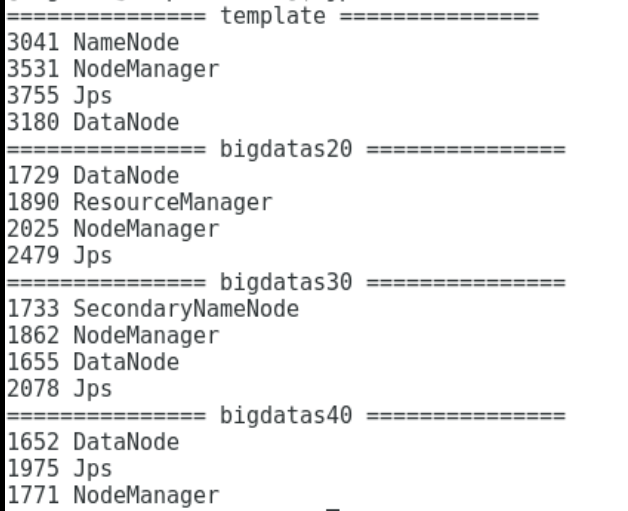 =============== template ===============
3041 NameNode
3531 NodeManager
3755 Jps
3180 DataNode
=============== bigdatas20 ===============
1729 DataNode
1890 ResourceManager
2025 NodeManager
2479 Jps
=============== bigdatas30 ===============
1733 SecondaryNameNode
1862 NodeManager
1655 DataNode
2078 Jps
=============== bigdatas40 ===============
1652 DataNode
1975 Jps
1771 NodeManager